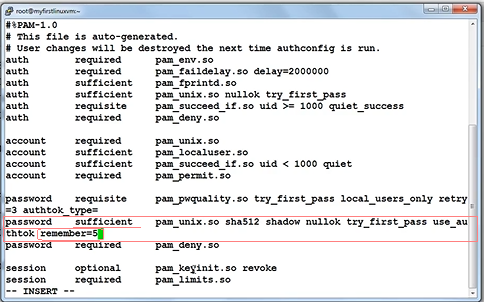 root@myfirstlinuxvm:~
#%PAM-1.0
# This file is auto-generated.
# User changes will be destroyed the next time authconfig is run.
auth        required      pam_env.so
auth        required      pam_faildelay.so delay=2000000
auth        sufficient    pam_fprintd.so
auth        sufficient    pam_unix.so nullok try_first_pass
auth        requisite     pam_succeed_if.so uid >= 1000 quiet_success
auth        required      pam_deny.so
account     required      pam_unix.so
account     sufficient    pam_localuser.so
account     sufficient    pam_succeed_if.so uid < 1000 quiet
account     required      pam_permit.so
password    requisite     pam_pwquality.so try_first_pass local_users_only retry
=3 authtok_type=
password    sufficient    pam_unix.so sha512 shadow nullok try_first_pass use_au
thtok remember=5
password    required      pam_deny.so
session     optional      pam_keyinit.so revoke
session     required      pam_limits.so
-- INSERT --